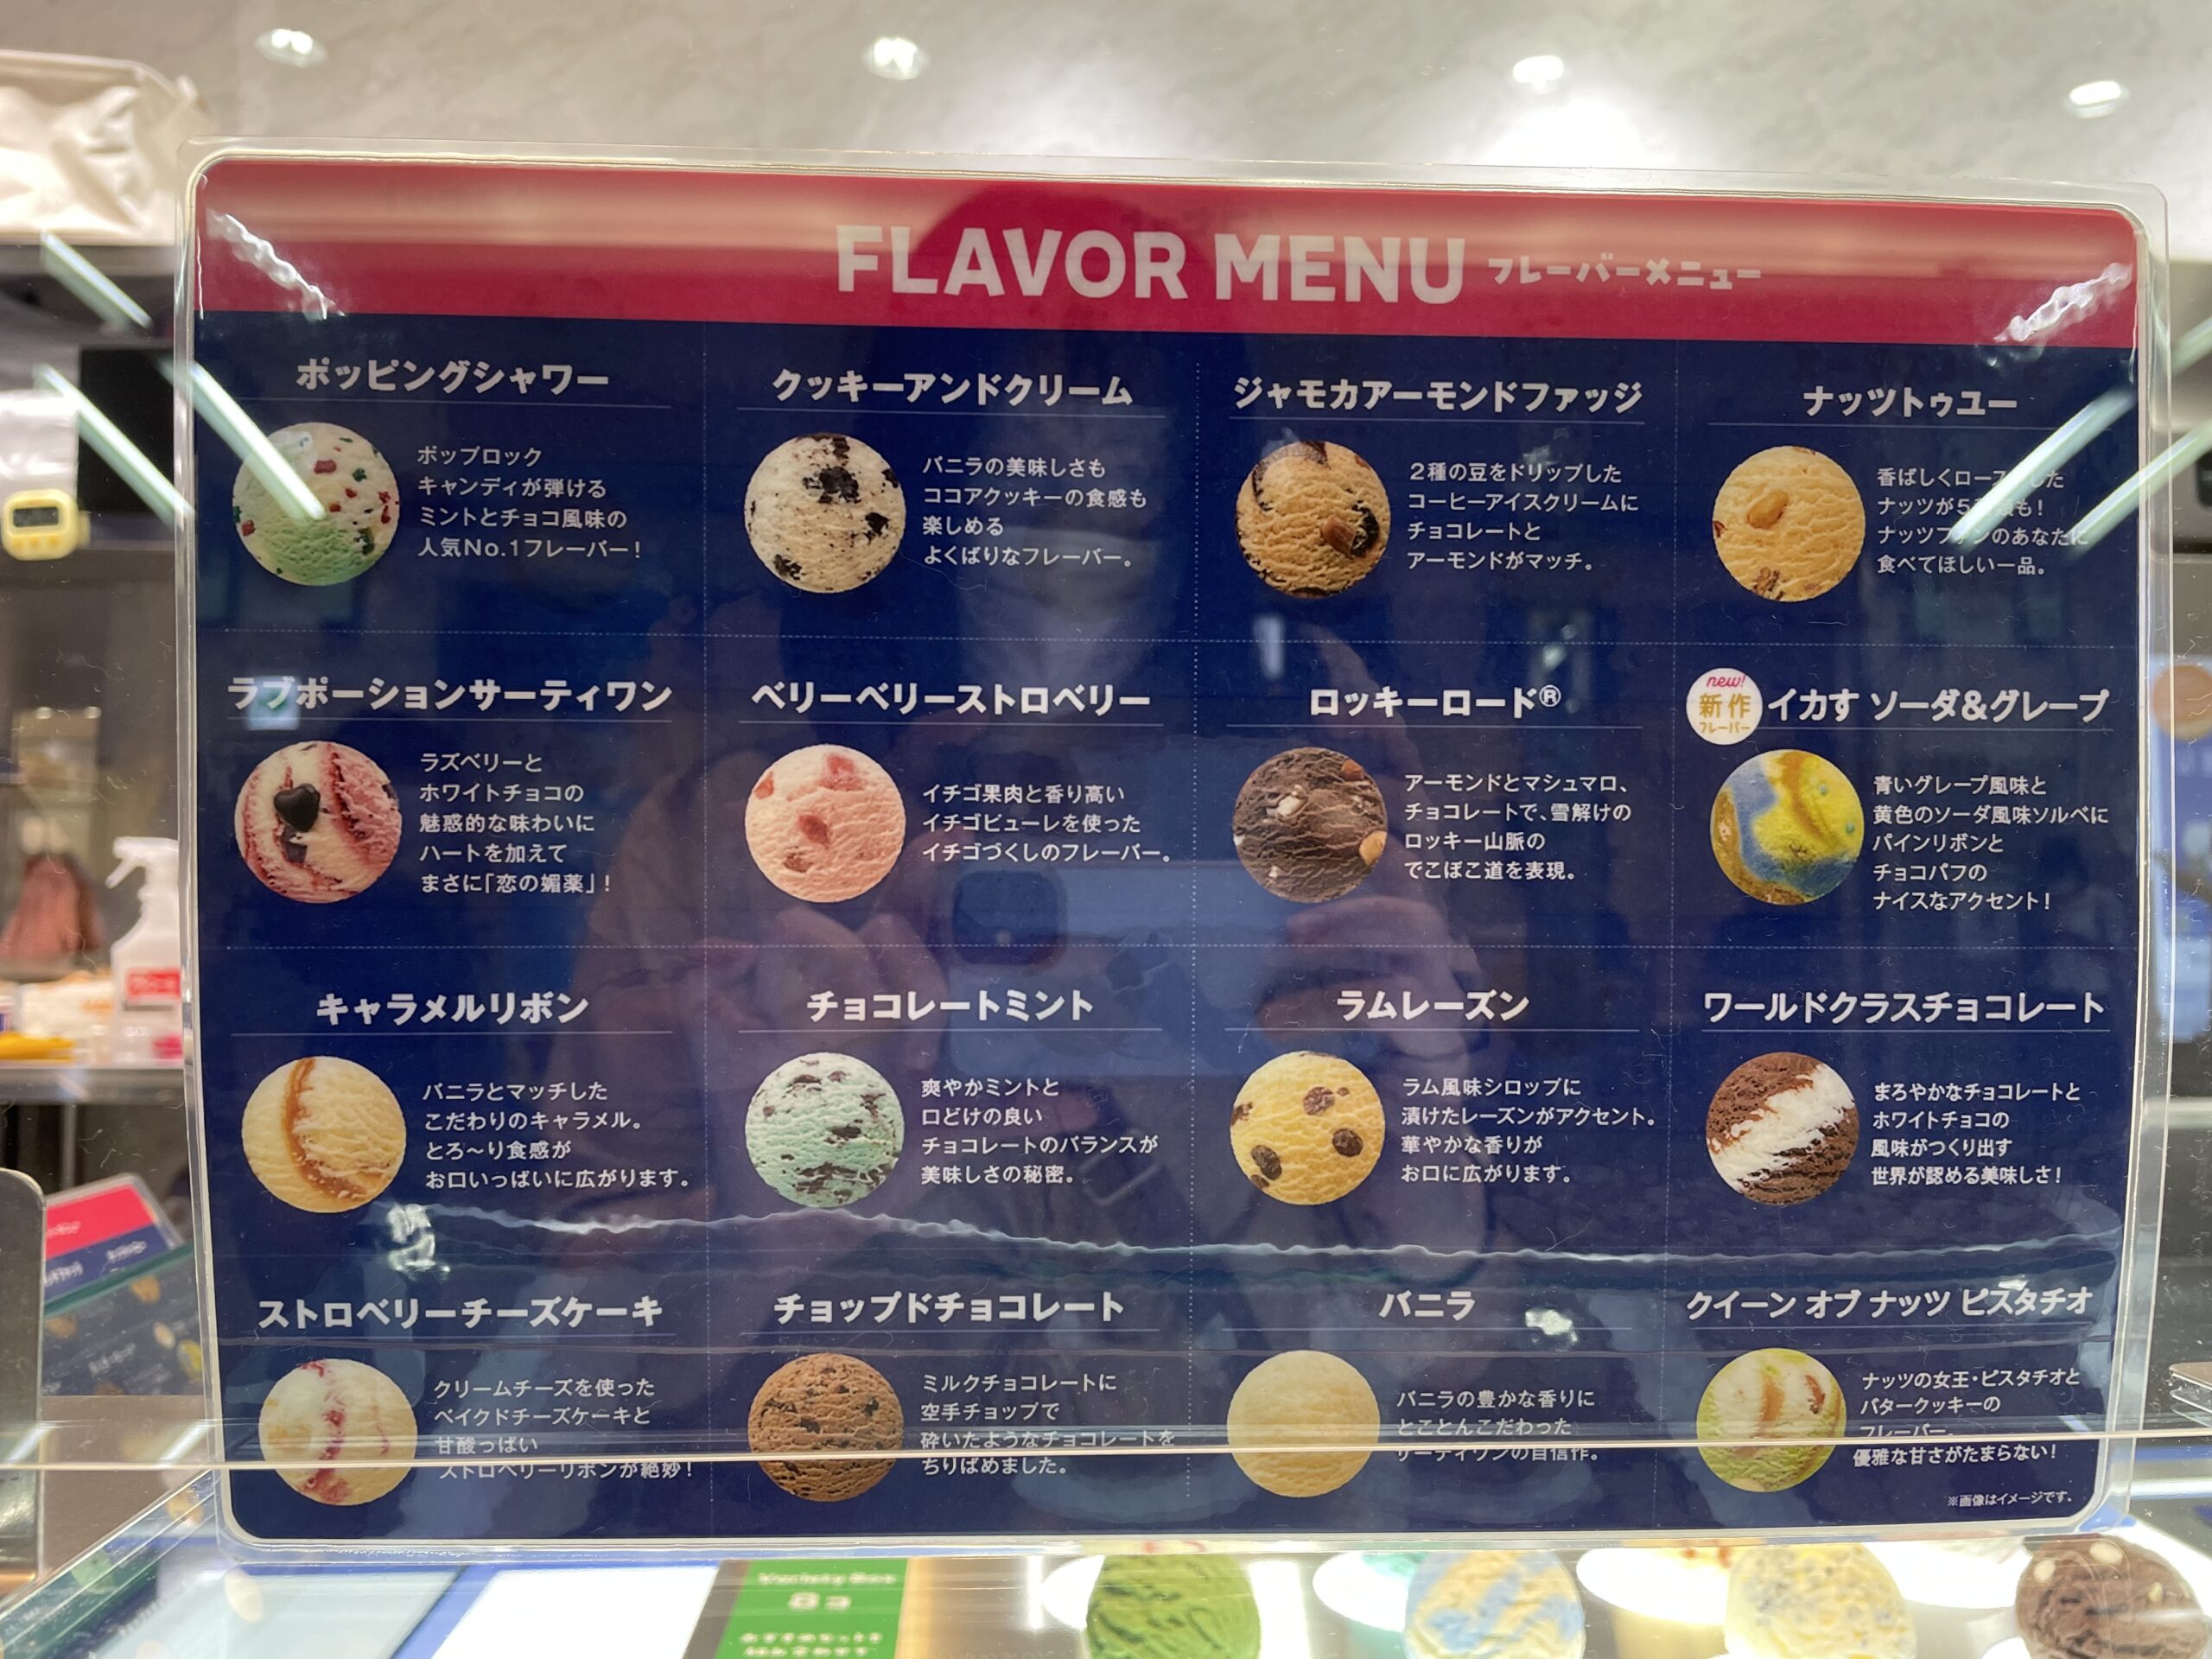 FLAVOR MENU フレーバーメニュー
ポッピングシャワー
ポップロック
キャンディが弾ける
ミントとチョコ風味の
人気No.1フレーバー!
クッキーアンドクリーム
バニラの美味しさも
ココアクッキーの食感も
楽しめる
よくばりなフレーバー。
ジャモカアーモンドファッジ
2種の豆をドリップした
コーヒーアイスクリームに
チョコレートと
アーモンドがマッチ。
ナッツトゥユー
香ばしくローストした
ナッツが5種類も!
ナッツファンのあなたに
食べてほしい一品。
ラブポーションサーティワン
ラズベリーと
ホワイトチョコの
魅惑的な味わいに
ハートを加えて
まさに「恋の媚薬」!
ベリーベリーストロベリー
イチゴ果肉と香り高い
イチゴピューレを使った
イチゴづくしのフレーバー。
ロッキーロード®
アーモンドとマシュマロ、
チョコレートで、雪解けの
ロッキー山脈の
でこぼこ道を表現。
new!
新作
フレーバー
イカす ソーダ&グレープ
青いグレープ風味と
黄色のソーダ風味ソルベに
パインリボンと
チョコパフの
ナイスなアクセント!
キャラメルリボン
バニラとマッチした
こだわりのキャラメル。
とろ〜り食感が
お口いっぱいに広がります。
チョコレートミント
爽やかミントと
口どけの良い
チョコレートのバランスが
美味しさの秘密。
ラムレーズン
ラム風味シロップに
漬けたレーズンがアクセント。
華やかな香りが
お口に広がります。
ワールドクラスチョコレート
まろやかなチョコレートと
ホワイトチョコの
風味がつくり出す
世界が認める美味しさ!
ストロベリーチーズケーキ
クリームチーズを使った
ベイクドチーズケーキと
甘酸っぱい
ストロベリーリボンが絶妙!
チョップドチョコレート
ミルクチョコレートに
空手チョップで
砕いたようなチョコレートを
ちりばめました。
バニラ
バニラの豊かな香りに
とことんこだわった
サーティワンの自信作。
クイーン オブ ナッツ ピスタチオ
ナッツの女王・ピスタチオと
バタークッキーの
フレーバー。
優雅な甘さがたまらない!
※画像はイメージです。
Variety Box
8コ